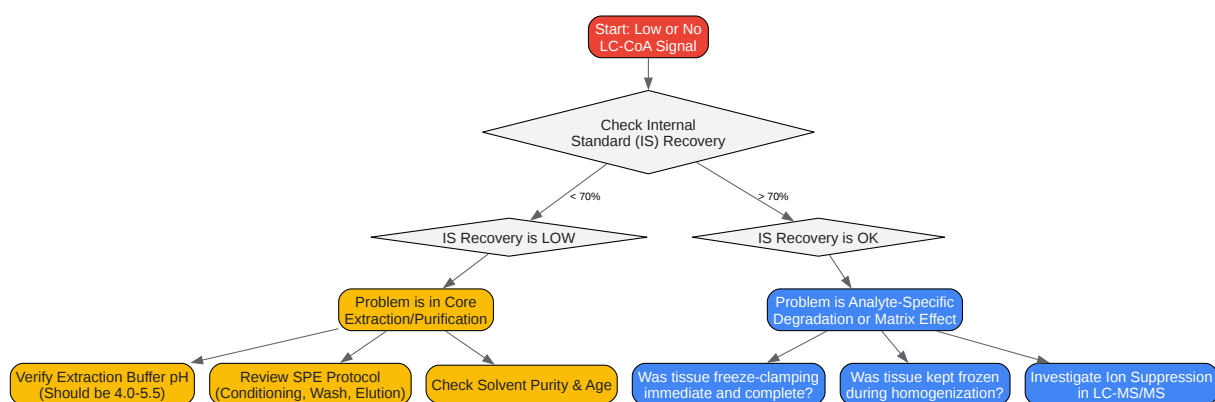 Start: Low or No
LC-CoA Signal
Check Internal
Standard (IS) Recovery
< 70%
> 70%
IS Recovery is LOW
IS Recovery is OK
Problem is in Core
Extraction/Purification
Problem is Analyte-Specific
Degradation or Matrix Effect
Verify Extraction Buffer pH
(Should be 4.0-5.5)
Review SPE Protocol
(Conditioning, Wash, Elution)
Check Solvent Purity & Age
Was tissue freeze-clamping
immediate and complete?
Was tissue kept frozen
during homogenization?
Investigate Ion Suppression
in LC-MS/MS